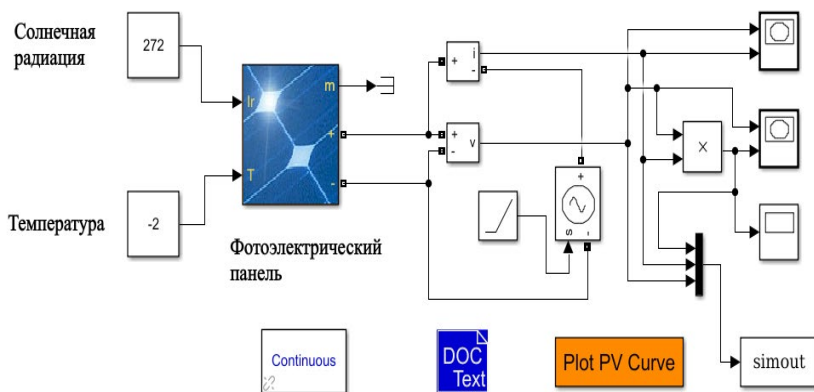 Солнечная
радиация
272
Ir
m
+
T
-
-2
Температура
Фотоэлектрический
панель
+
i
-
+
-
v
+
s
-
X
Continuous
DOC
Text
Plot PV Curve
simout